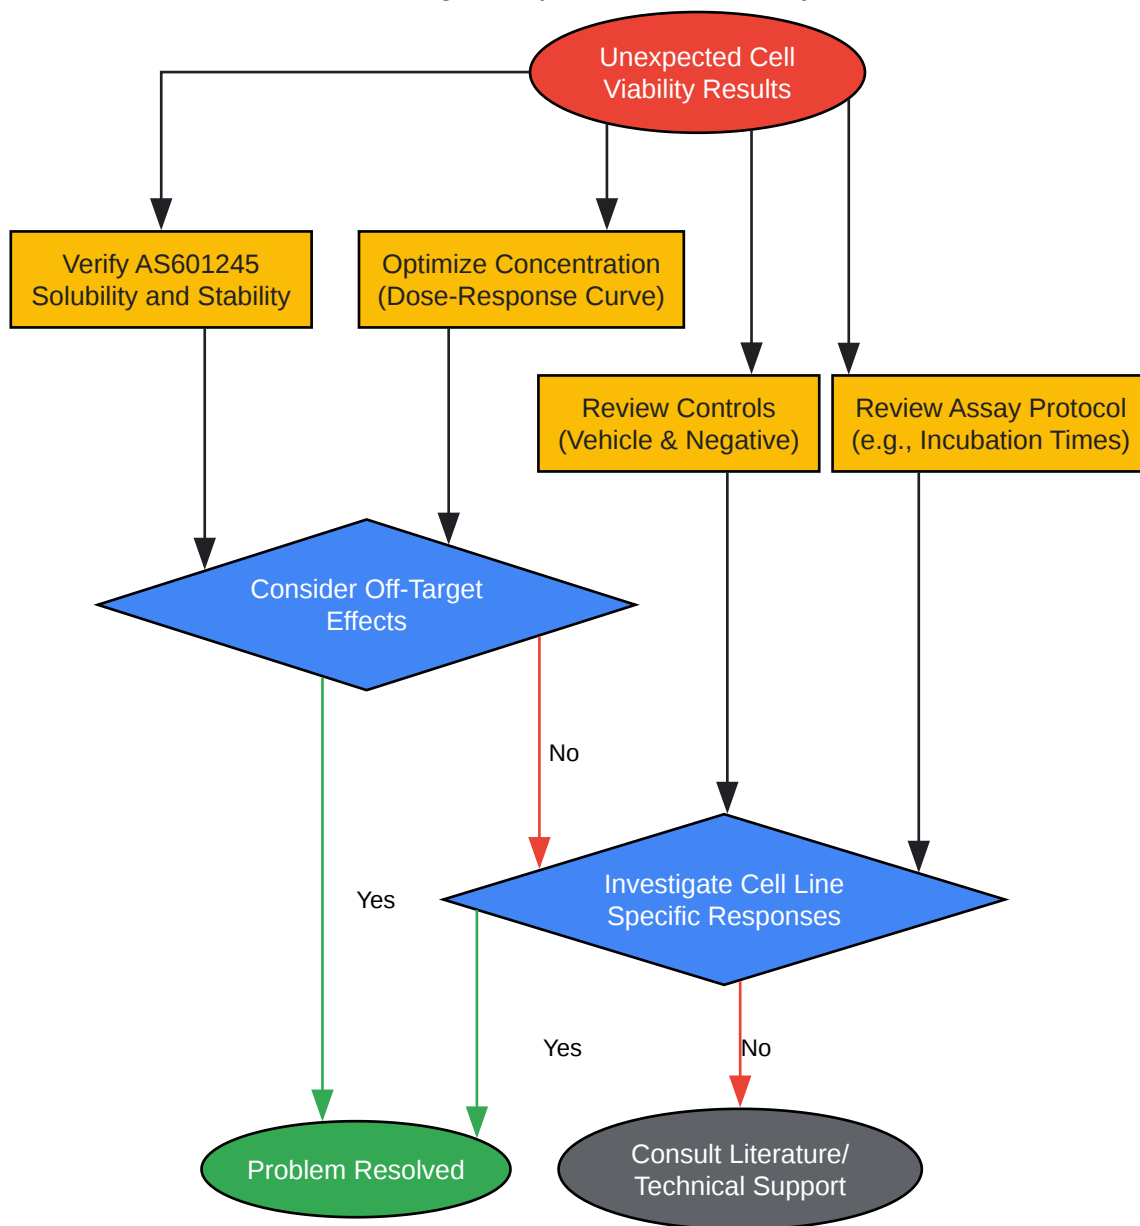 Unexpected Cell
Viability Results
Verify AS601245
Solubility and Stability
Optimize Concentration
(Dose-Response Curve)
Review Controls
(Vehicle & Negative)
Review Assay Protocol
(e.g., Incubation Times)
Consider Off-Target
Effects
No
Yes
Investigate Cell Line
Specific Responses
Yes
No
Problem Resolved
Consult Literature/
Technical Support